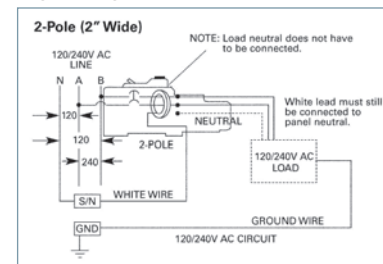 2-Pole (2" Wide)
NOTE: Load neutral does not have
to be connected.
120/240V AC
LINE
N A B
120
120
240
NEUTRAL
2-POLE
White lead must still
be connected to
panel neutral.
120/240V AC
LOAD
WHITE WIRE
S/N
GROUND WIRE
GND
120/240V AC CIRCUIT